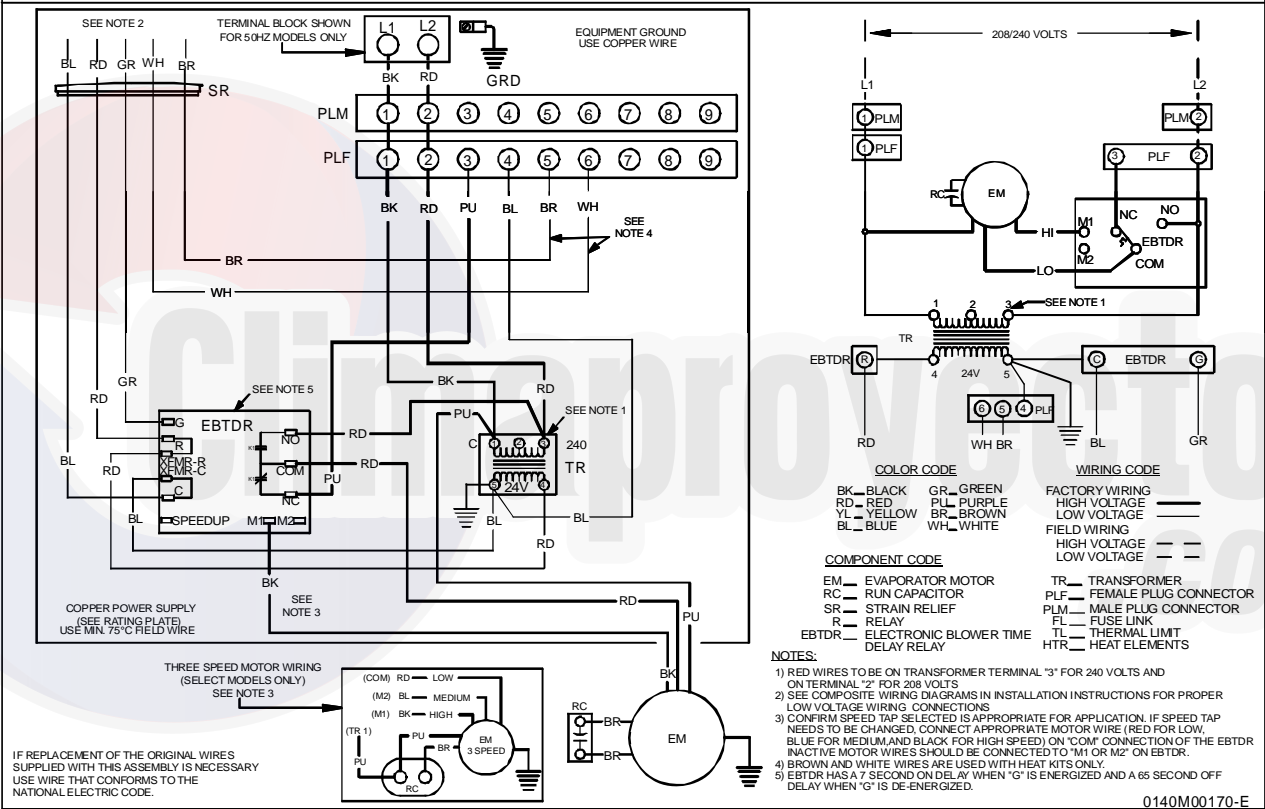 SEE NOTE 2
BL RD GR WH BR
SR
TERMINAL BLOCK SHOWN
FOR 50HZ MODELS ONLY
L1 L2
BK RD
GRD
EQUIPMENT GROUND
USE COPPER WIRE
PLM 1 2 3 4 5 6 7 8 9
PLF 1 2 3 4 5 6 7 8 9
BK RD PU BL BR WH
SEE
NOTE 4
BR
WH
GR
RD
BL
RD
SEE NOTE 5
EBTDR
G
R
XFMR-R
XFMR-C
C
SPEEDUP
M1 M2
NO
COM
NC
K1
K1
RD
RD
PU
BK
PU
RD
SEE NOTE 1
C 1 2 3 240
TR
24V
5 4
BL
BL
BL
RD
BK
SEE
NOTE 3
RD
PU
BK
COPPER POWER SUPPLY
(SEE RATING PLATE)
USE MIN. 75°C FIELD WIRE
THREE SPEED MOTOR WIRING
(SELECT MODELS ONLY)
SEE NOTE 3
(COM) RD LOW
(M2) BL MEDIUM
(M1) BK HIGH
(TR 1)
PU
PU
BR
EM
3 SPEED
RC
RC
BR
BR
EM
IF REPLACEMENT OF THE ORIGINAL WIRES
SUPPLIED WITH THIS ASSEMBLY IS NECESSARY
USE WIRE THAT CONFORMS TO THE
NATIONAL ELECTRIC CODE.
208/240 VOLTS
L1 L2
1 PLM
PLM 2
1 PLF
3 PLF 2
RC
EM
HI
LO
M1
M2
NC
NO
EBTDR
COM
1 2 3
SEE NOTE 1
TR
4 24V 5
EBTDR R
C EBTDR G
6 5 4 PLF
RD
WH BR
BL
GR
COLOR CODE
BK BLACK GR GREEN
RD RED PU PURPLE
YL YELLOW BR BROWN
BL BLUE WH WHITE
WIRING CODE
FACTORY WIRING
HIGH VOLTAGE
LOW VOLTAGE
FIELD WIRING
HIGH VOLTAGE
LOW VOLTAGE
COMPONENT CODE
EM EVAPORATOR MOTOR
RC RUN CAPACITOR
SR STRAIN RELIEF
R RELAY
EBTDR ELECTRONIC BLOWER TIME
DELAY RELAY
TR TRANSFORMER
PLF FEMALE PLUG CONNECTOR
PLM MALE PLUG CONNECTOR
FL FUSE LINK
TL THERMAL LIMIT
HTR HEAT ELEMENTS
NOTES:
1) RED WIRES TO BE ON TRANSFORMER TERMINAL "3" FOR 240 VOLTS AND
ON TERMINAL "2" FOR 208 VOLTS
2) SEE COMPOSITE WIRING DIAGRAMS IN INSTALLATION INSTRUCTIONS FOR PROPER
LOW VOLTAGE WIRING CONNECTIONS
3) CONFIRM SPEED TAP SELECTED IS APPROPRIATE FOR APPLICATION. IF SPEED TAP
NEEDS TO BE CHANGED, CONNECT APPROPRIATE MOTOR WIRE (RED FOR LOW,
BLUE FOR MEDIUM,AND BLACK FOR HIGH SPEED) ON "COM" CONNECTION OF THE EBTDR
INACTIVE MOTOR WIRES SHOULD BE CONNECTED TO "M1 OR M2" ON EBTDR.
4) BROWN AND WHITE WIRES ARE USED WITH HEAT KITS ONLY.
5) EBTDR HAS A 7 SECOND ON DELAY WHEN "G" IS ENERGIZED AND A 65 SECOND OFF
DELAY WHEN "G" IS DE-ENERGIZED.
0140M00170-E
Climaproyecto
co